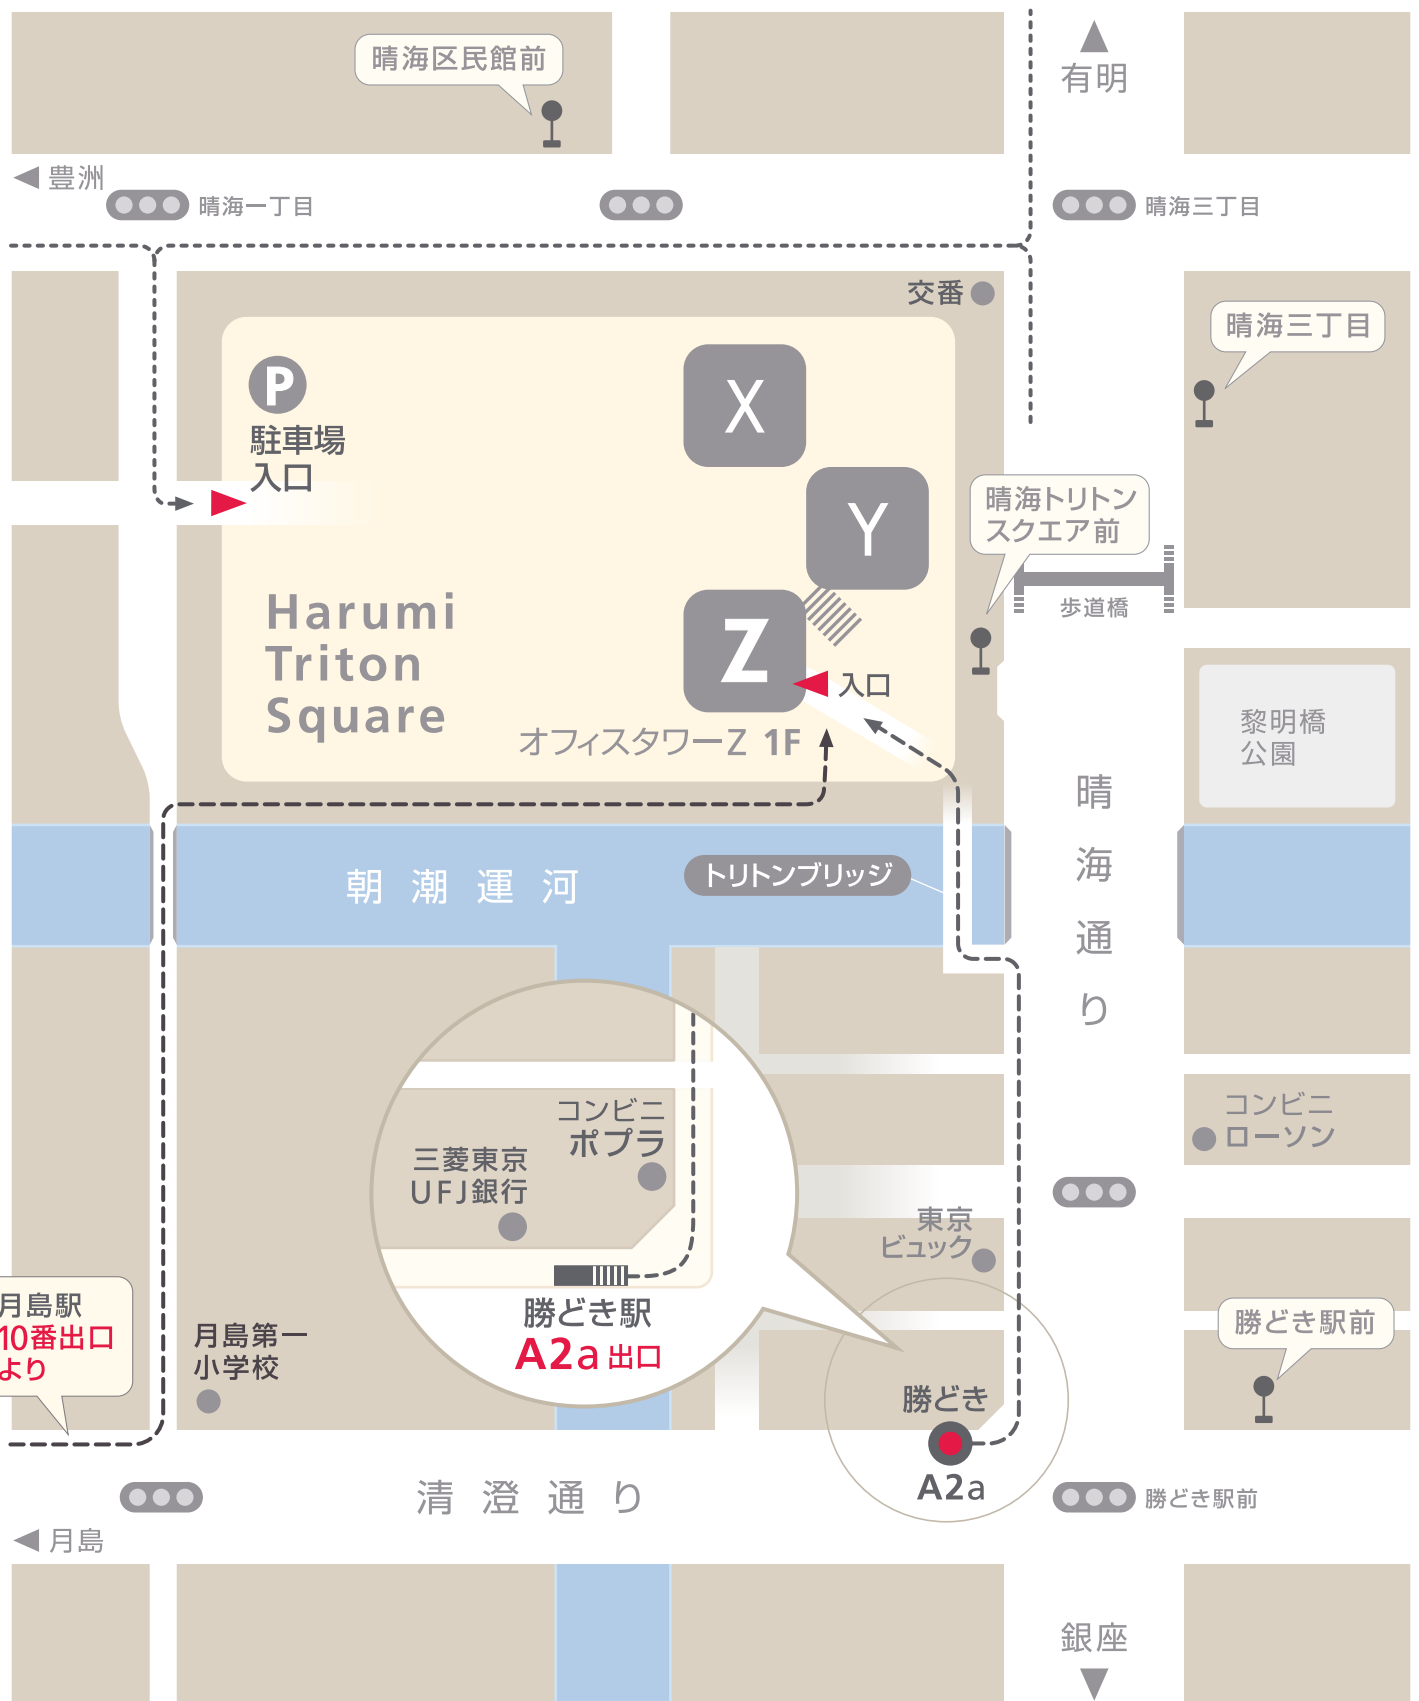 晴海区民館前
有明
豊洲
晴海一丁目
晴海三丁目
交番
晴海三丁目
P
駐車場
入口
X
Y
Z
晴海トリトン
スクエア前
歩道橋
Harumi
Triton
Square
入口
オフィスタワーZ 1F
黎明橋
公園
晴海通り
朝潮運河
トリトンブリッジ
コンビニ
ポプラ
三菱東京
UFJ銀行
コンビニ
ローソン
東京
ビュック
勝どき駅
A2a 出口
月島駅
10番出口
より
月島第一
小学校
勝どき駅前
勝どき
A2a
清澄通り
勝どき駅前
月島
銀座